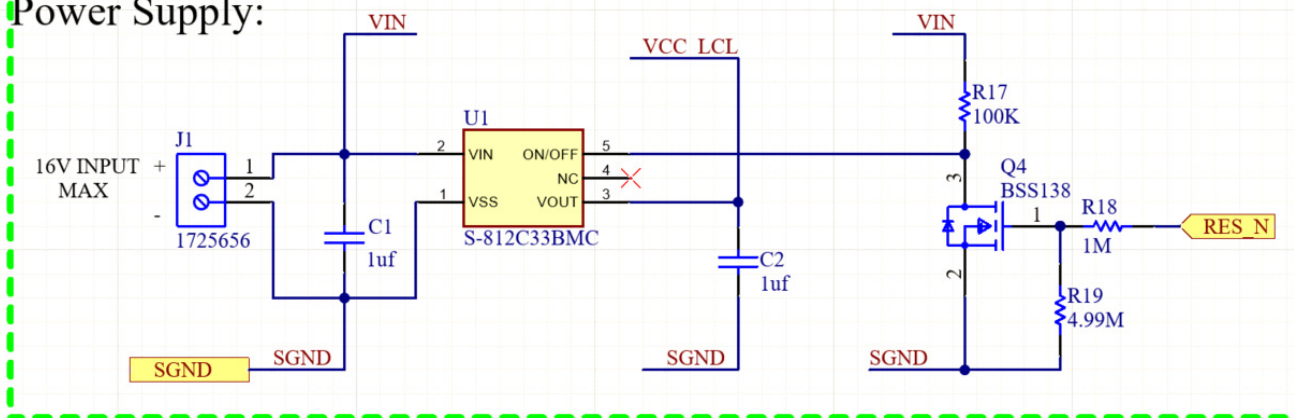 Power Supply:
VIN
VIN
VCC_LCL
R17
100K
U1
J1
16V INPUT
MAX
+
-
1
2
1725656
2
VIN
1
VSS
ON/OFF
5
NC
4
VOUT
3
S-812C33BMC
C1
1uf
C2
1uf
3
Q4
BSS138
1
2
R18
1M
RES_N
R19
4.99M
SGND
SGND
SGND
SGND